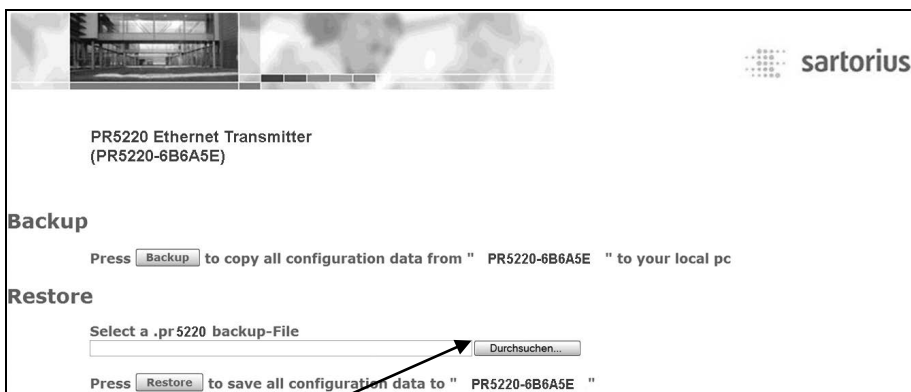 sartorius
PR5220 Ethernet Transmitter
(PR5220-6B6A5E)
Backup
Press Backup to copy all configuration data from " PR5220-6B6A5E " to your local pc
Restore
Select a .pr5220 backup-File
Durchsuchen...
Press Restore to save all configuration data to " PR5220-6B6A5E "